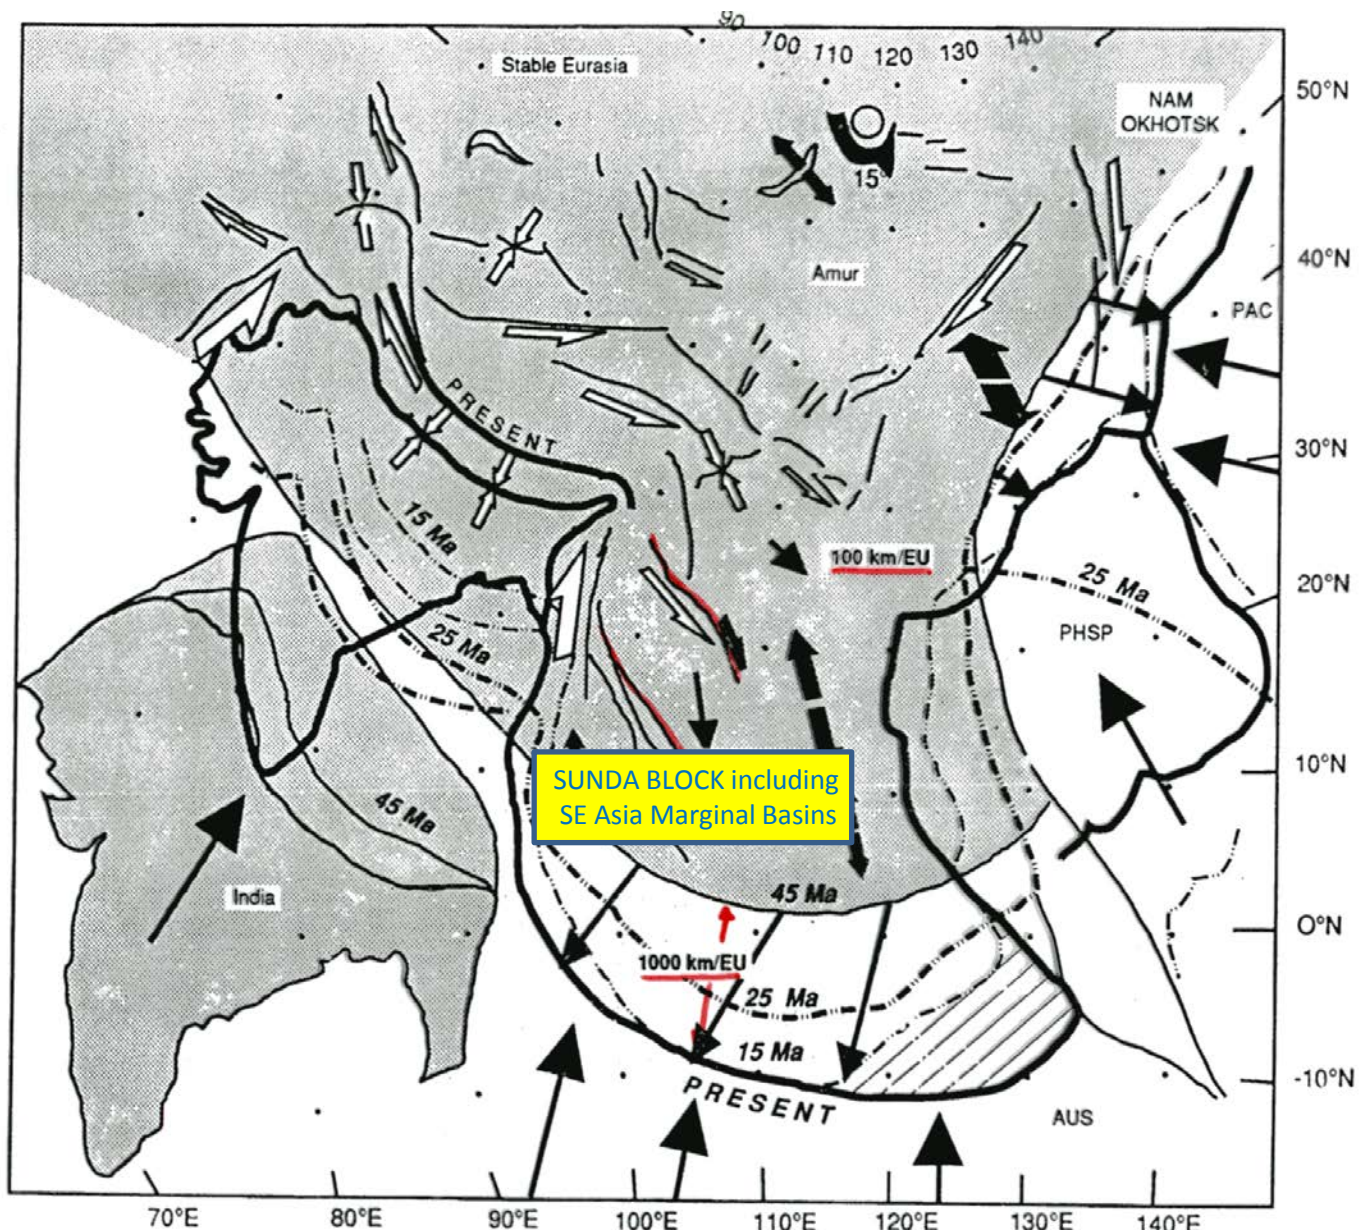 90
100 110 120 130 140
Stable Eurasia
50°N
NAM
OKHOTSK
15°
40°N
Amur
PAC
PRESENT
30°N
15 Ma
100 km/EU
25 Ma
20°N
PHSP
25 Ma
10°N
SUNDA BLOCK including
SE Asia Marginal Basins
45 Ma
India
45 Ma
0°N
1000 km/EU
25 Ma
15 Ma
-10°N
PRESENT
AUS
70°E 80°E 90°E 100°E 110°E 120°E 130°E 140°E